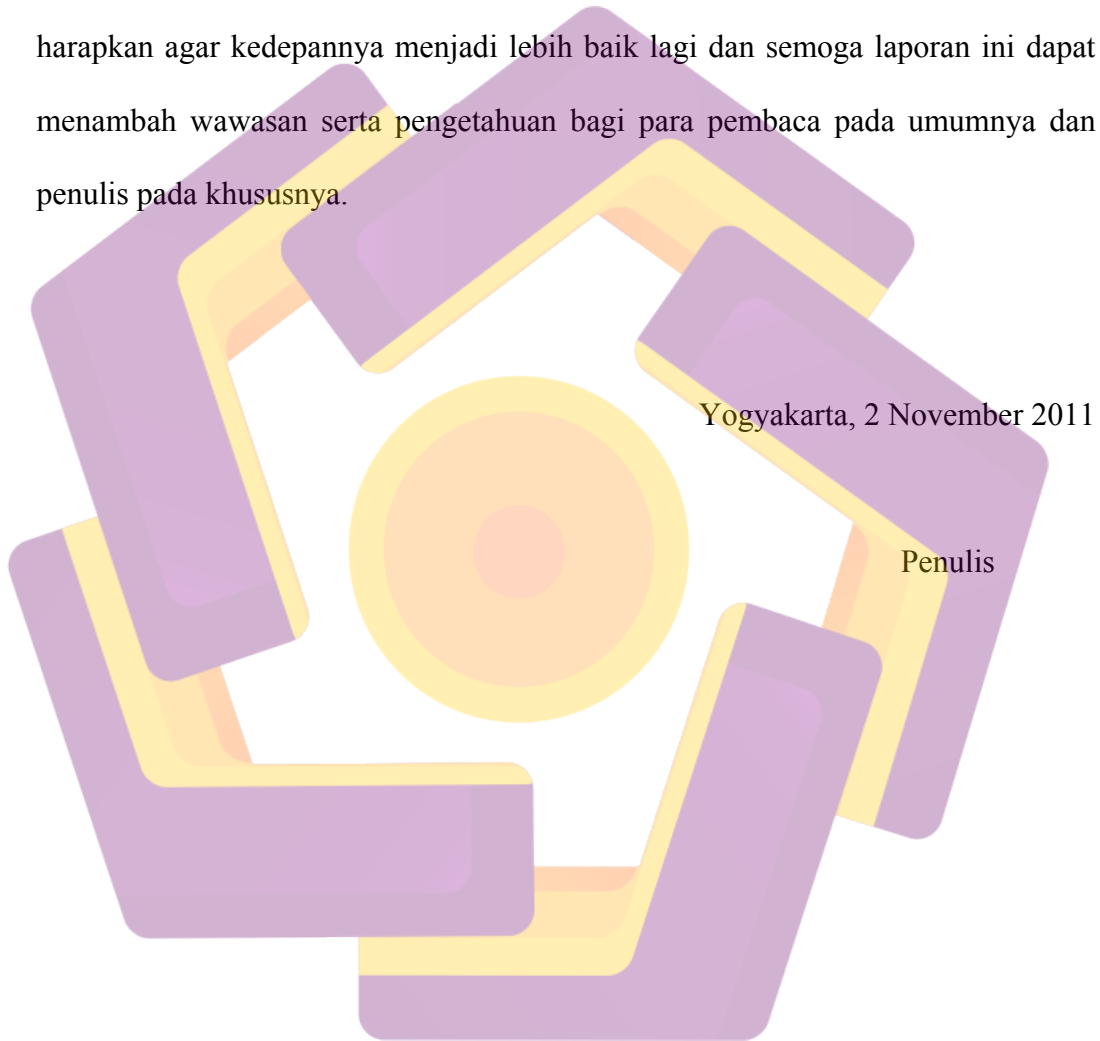 harapkan agar kedepannya menjadi lebih baik lagi dan semoga laporan ini dapat
menambah wawasan serta pengetahuan bagi para pembaca pada umumnya dan
penulis pada khususnya.
Yogyakarta, 2 November 2011
Penulis